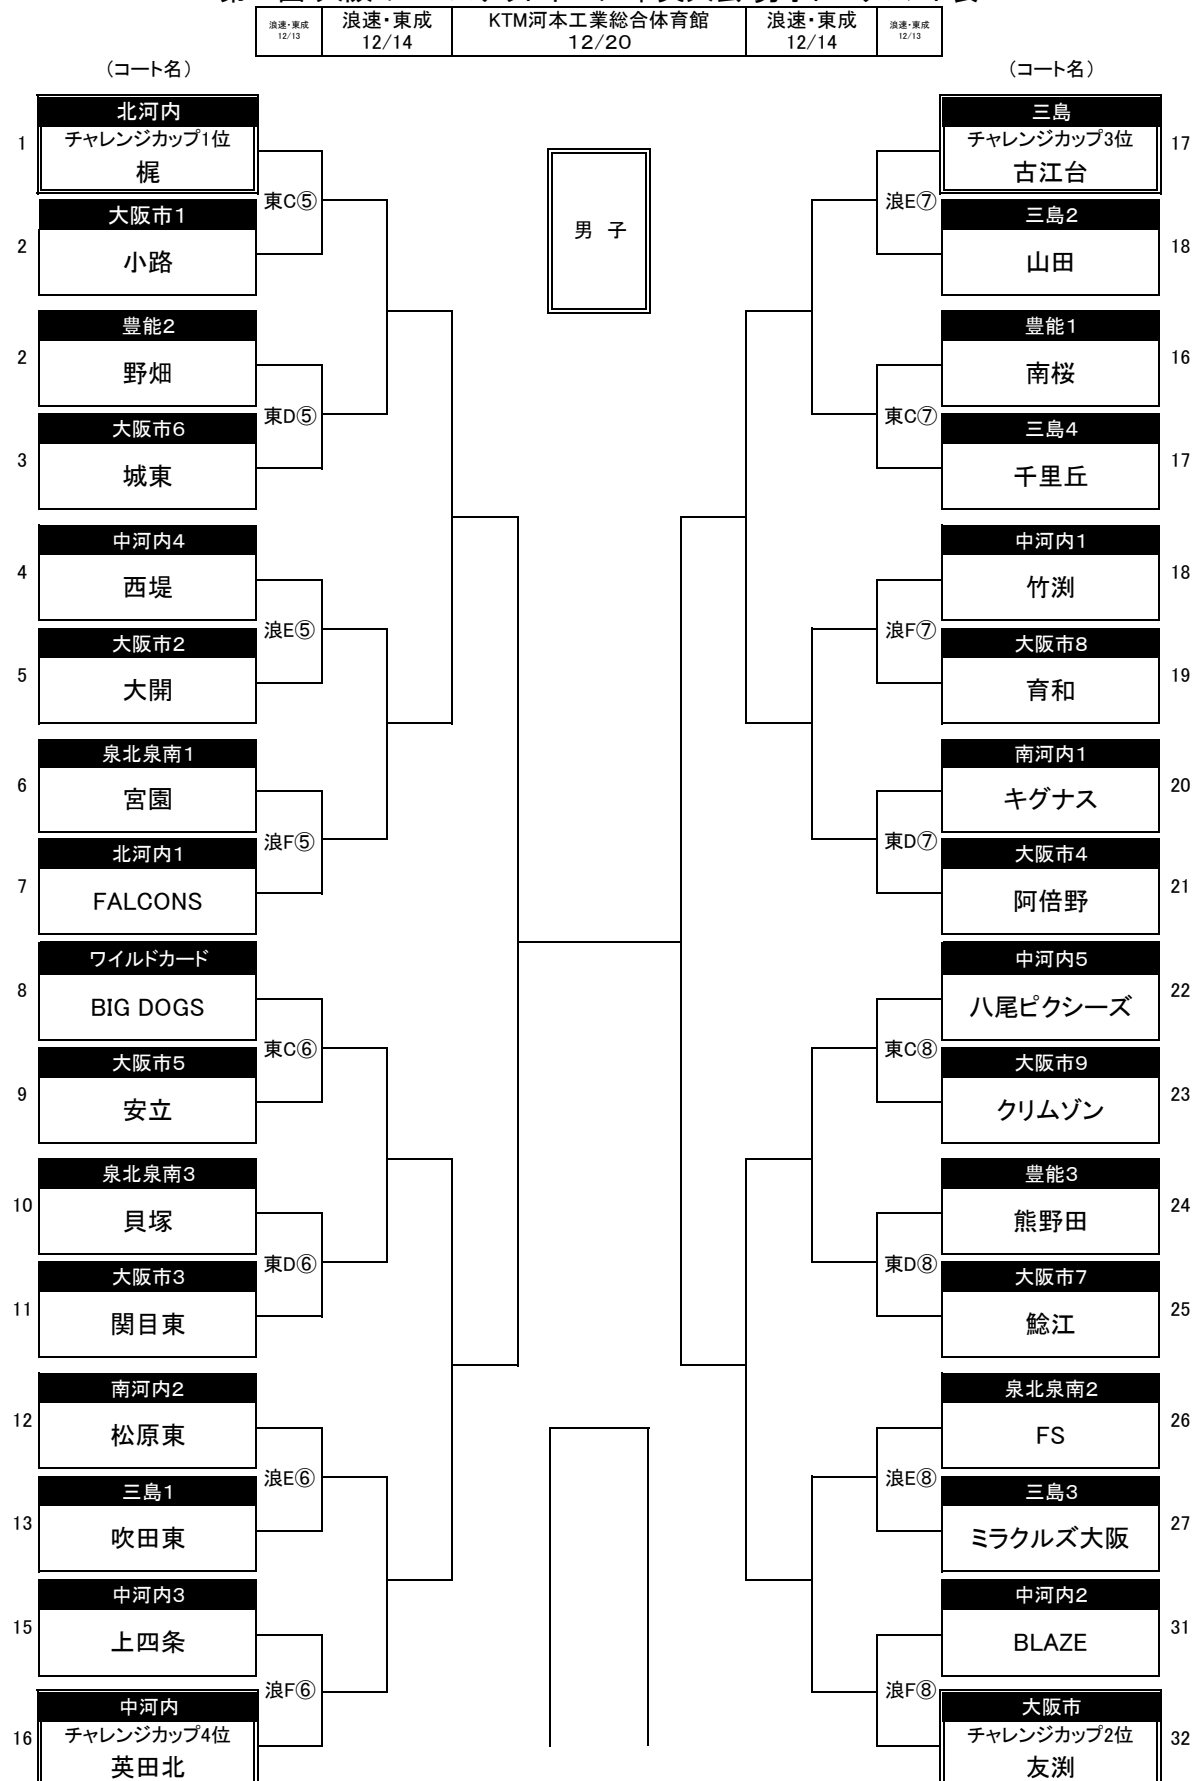 浪速・東成
12/13
浪速・東成
12/14
KTM河本工業総合体育館
12/20
浪速・東成
12/14
浪速・東成
12/13
（コート名）
（コート名）
男 子
1
北河内
チャレンジカップ1位
梶
東C⑤
2
大阪市1
小路
2
豊能2
野畑
東D⑤
3
大阪市6
城東
4
中河内4
西堤
浪E⑤
5
大阪市2
大開
6
泉北泉南1
宮園
浪F⑤
7
北河内1
FALCONS
8
ワイルドカード
BIG DOGS
東C⑥
9
大阪市5
安立
10
泉北泉南3
貝塚
東D⑥
11
大阪市3
関目東
12
南河内2
松原東
浪E⑥
13
三島1
吹田東
15
中河内3
上四条
浪F⑥
16
中河内
チャレンジカップ4位
英田北
三島
チャレンジカップ3位
古江台
17
浪E⑦
三島2
山田
18
豊能1
南桜
16
東C⑦
三島4
千里丘
17
中河内1
竹渕
18
浪F⑦
大阪市8
育和
19
南河内1
キグナス
20
東D⑦
大阪市4
阿倍野
21
中河内5
八尾ピクシーズ
22
東C⑧
大阪市9
クリムゾン
23
豊能3
熊野田
24
東D⑧
大阪市7
鯰江
25
泉北泉南2
FS
26
浪E⑧
三島3
ミラクルズ大阪
27
中河内2
BLAZE
31
浪F⑧
大阪市
チャレンジカップ2位
友渕
32